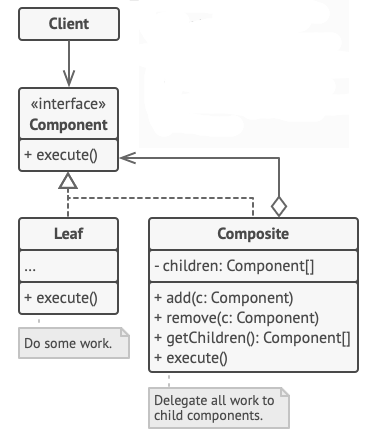 Client
«interface»
Component
+ execute()
Leaf
...
+ execute()
Do some work.
Composite
- children: Component[]
+ add(c: Component)
+ remove(c: Component)
+ getChildren(): Component[]
+ execute()
Delegate all work to
child components.